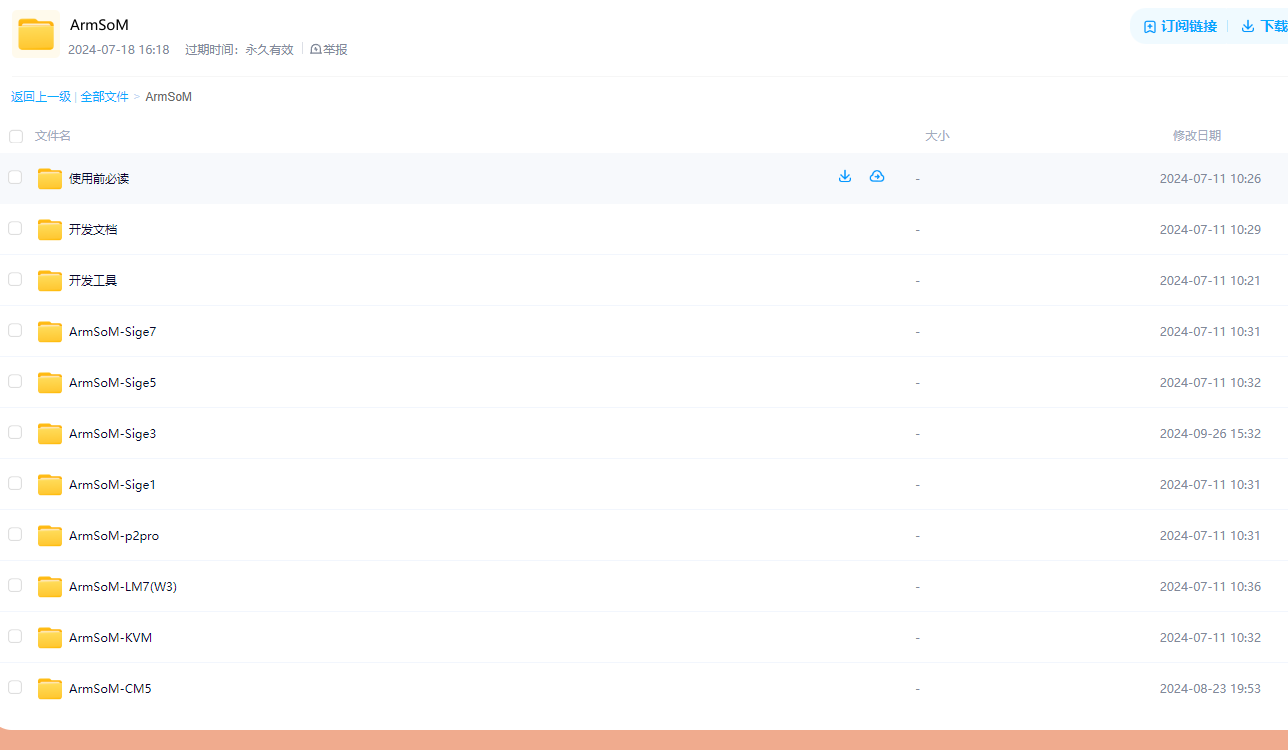 ArmSoM
订阅链接 下载
2024-07-18 16:18 过期时间：永久有效 举报
返回上一级 | 全部文件 > ArmSoM
文件名 大小 修改日期
使用前必读 - 2024-07-11 10:26
开发文档 - 2024-07-11 10:29
开发工具 - 2024-07-11 10:21
ArmSoM-Sige7 - 2024-07-11 10:31
ArmSoM-Sige5 - 2024-07-11 10:32
ArmSoM-Sige3 - 2024-09-26 15:32
ArmSoM-Sige1 - 2024-07-11 10:31
ArmSoM-p2pro - 2024-07-11 10:31
ArmSoM-LM7(W3) - 2024-07-11 10:36
ArmSoM-KVM - 2024-07-11 10:32
ArmSoM-CM5 - 2024-08-23 19:53